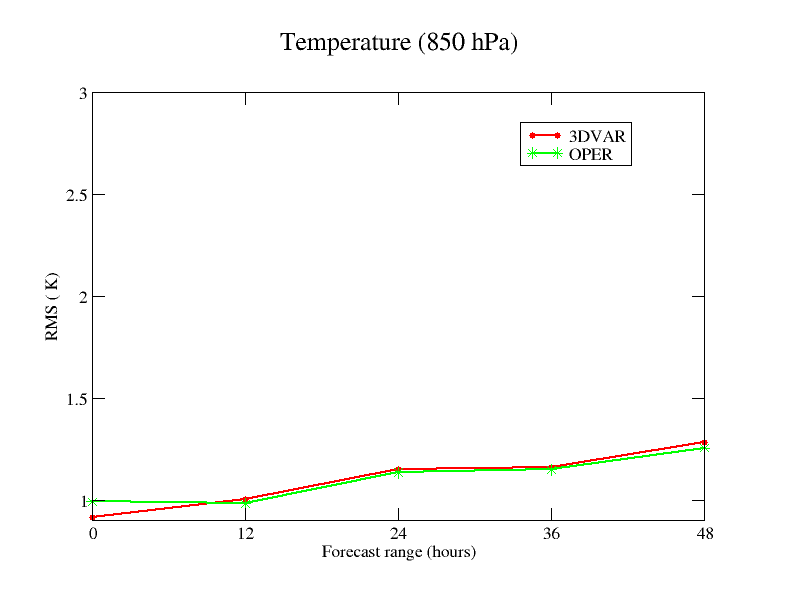 Temperature (850 hPa)
3
3DVAR
OPER
2.5
2
RMS ( K)
1.5
1
0 12 24 36 48
Forecast range (hours)